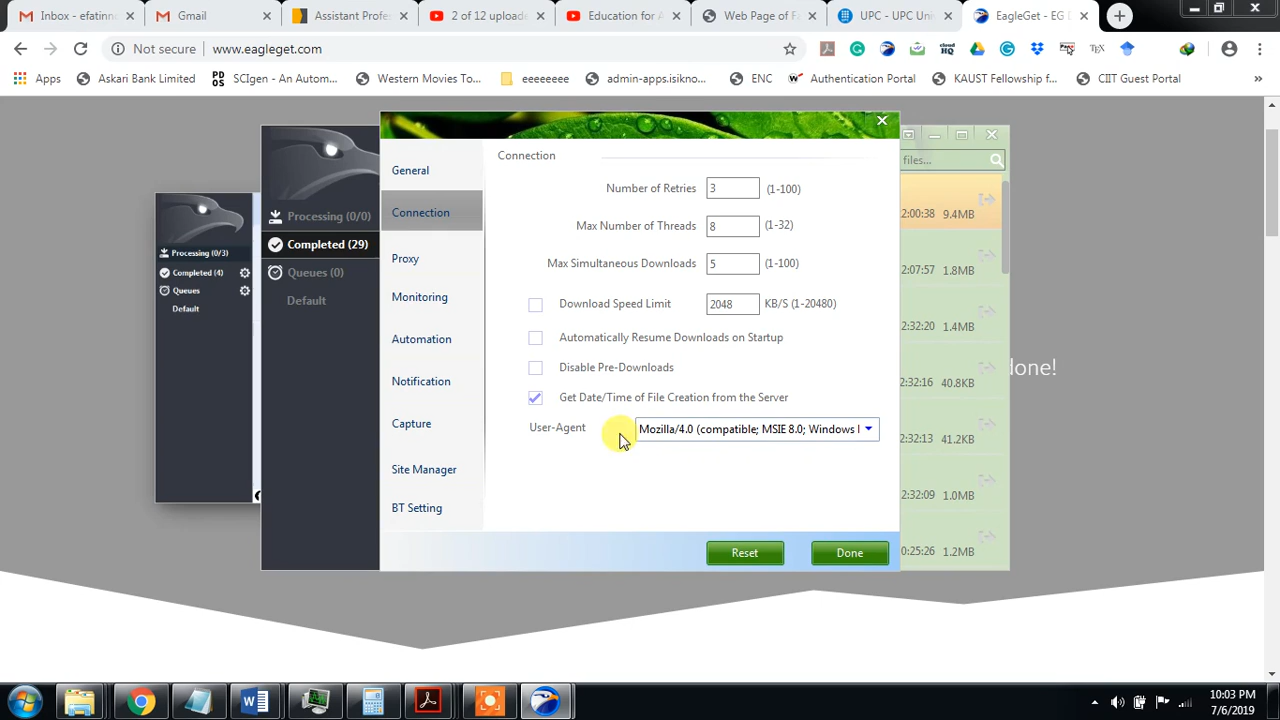 Inbox - efatinn
Gmail
Assistant Profe
2 of 12 uploade
Education for A
Web Page of Fa
UPC - UPC Uni
EagleGet - EG D
Not secure
www.eagleget.com
Apps
Askari Bank Limited
PD OS
SCIgen - An Autom...
Western Movies To...
eeeeeeee
admin-apps.isikno...
ENC
Authentication Portal
KAUST Fellowship f...
CIIT Guest Portal
Processing (0/3)
Completed (4)
Queues
Default
Processing (0/0)
Completed (29)
Queues (0)
Default
General
Connection
Proxy
Monitoring
Automation
Notification
Capture
Site Manager
BT Setting
Connection
Number of Retries 3 (1-100)
Max Number of Threads 8 (1-32)
Max Simultaneous Downloads 5 (1-100)
Download Speed Limit 2048 KB/S (1-20480)
Automatically Resume Downloads on Startup
Disable Pre-Downloads
Get Date/Time of File Creation from the Server
User-Agent Mozilla/4.0 (compatible; MSIE 8.0; Windows
Reset Done
files...
2:00:38 9.4MB
2:07:57 1.8MB
2:32:20 1.4MB
2:32:16 40.8KB
2:32:13 41.2KB
2:32:09 1.0MB
0:25:26 1.2MB
lone!
10:03 PM
7/6/2019